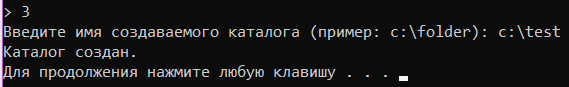 > 3
Введите имя создаваемого каталога (пример: c:\folder): c:\test
Каталог создан.
Для продолжения нажмите любую клавишу . . .